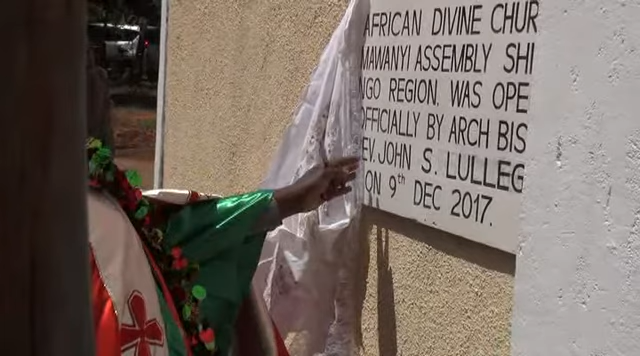 AFRICAN DIVINE CHUR
MAWANYI ASSEMBLY SHI
NGO REGION. WAS OPE
OFFICIALLY BY ARCH BIS
EV. JOHN S. LULLEG
ON 9th DEC 2017.